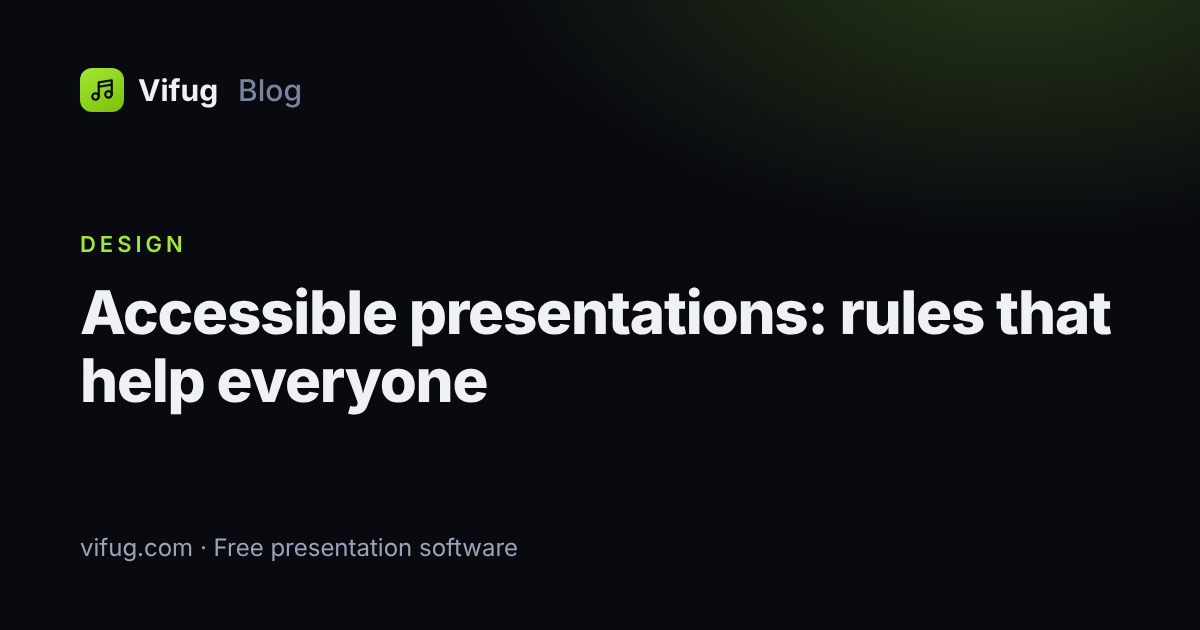 Vifug Blog
DESIGN
Accessible presentations: rules that
help everyone
vifug.com · Free presentation software